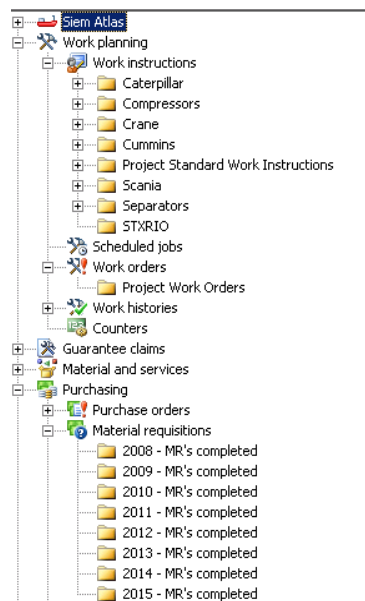 Siem Atlas
Work planning
Work instructions
Caterpillar
Compressors
Crane
Cummins
Project Standard Work Instructions
Scania
Separators
STXRIO
Scheduled jobs
Work orders
Project Work Orders
Work histories
Counters
Guarantee claims
Material and services
Purchasing
Purchase orders
Material requisitions
2008 - MR's completed
2009 - MR's completed
2010 - MR's completed
2011 - MR's completed
2012 - MR's completed
2013 - MR's completed
2014 - MR's completed
2015 - MR's completed